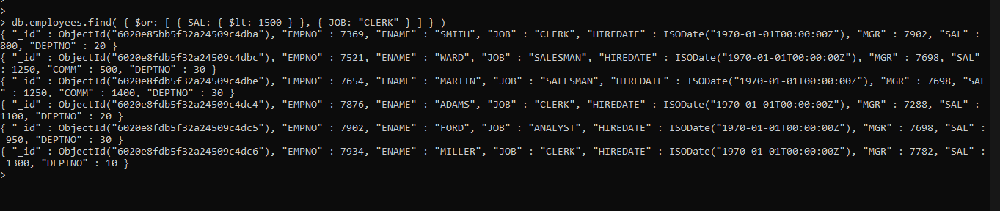 >
>
> db.employees.find( { $or: [ { SAL: { $lt: 1500 } }, { JOB: "CLERK" } ] } )
{ "_id" : ObjectId("6020e85bb5f32a24509c4dba"), "EMPNO" : 7369, "ENAME" : "SMITH", "JOB" : "CLERK", "HIREDATE" : ISODate("1970-01-01T00:00:00Z"), "MGR" : 7902, "SAL" :
800, "DEPTNO" : 20 }
{ "_id" : ObjectId("6020e8fdb5f32a24509c4dbc"), "EMPNO" : 7521, "ENAME" : "WARD", "JOB" : "SALESMAN", "HIREDATE" : ISODate("1970-01-01T00:00:00Z"), "MGR" : 7698, "SAL"
: 1250, "COMM" : 500, "DEPTNO" : 30 }
{ "_id" : ObjectId("6020e8fdb5f32a24509c4dbe"), "EMPNO" : 7654, "ENAME" : "MARTIN", "JOB" : "SALESMAN", "HIREDATE" : ISODate("1970-01-01T00:00:00Z"), "MGR" : 7698, "SAL
" : 1250, "COMM" : 1400, "DEPTNO" : 30 }
{ "_id" : ObjectId("6020e8fdb5f32a24509c4dc4"), "EMPNO" : 7876, "ENAME" : "ADAMS", "JOB" : "CLERK", "HIREDATE" : ISODate("1970-01-01T00:00:00Z"), "MGR" : 7288, "SAL" :
1100, "DEPTNO" : 20 }
{ "_id" : ObjectId("6020e8fdb5f32a24509c4dc5"), "EMPNO" : 7902, "ENAME" : "FORD", "JOB" : "ANALYST", "HIREDATE" : ISODate("1970-01-01T00:00:00Z"), "MGR" : 7698, "SAL" :
950, "DEPTNO" : 30 }
{ "_id" : ObjectId("6020e8fdb5f32a24509c4dc6"), "EMPNO" : 7934, "ENAME" : "MILLER", "JOB" : "CLERK", "HIREDATE" : ISODate("1970-01-01T00:00:00Z"), "MGR" : 7782, "SAL" :
1300, "DEPTNO" : 10 }
>